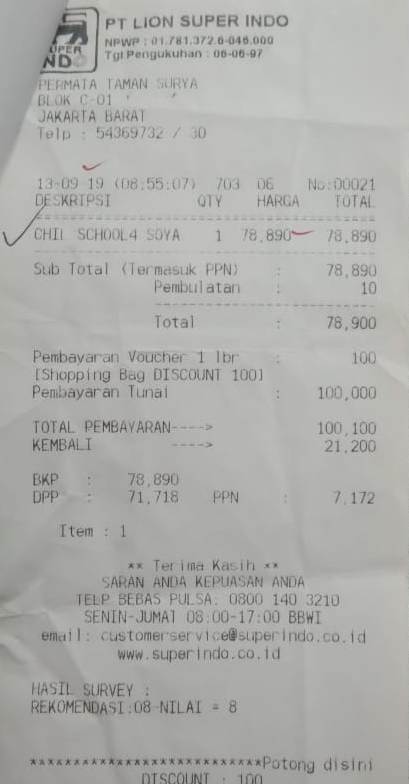 SUPER
INDO
PT LION SUPER INDO
NPWP : 01.781.372.6-046.000
Tgl.Pengukuhan : 06-06-97
PERMATA TAMAN SURYA
BLOK C-01
JAKARTA BARAT
Telp : 54369732 / 30
13-09-19 (08:55:07) 703 06 No:00021
DESKRIPSI QTY HARGA TOTAL
CHIL SCHOOL4 SOYA 1 78,890 78,890
Sub Total (Termasuk PPN) : 78,890
Pembulatan : 10
Total : 78,900
Pembayaran Voucher 1 lbr : 100
[Shopping Bag DISCOUNT 100]
Pembayaran Tunai : 100,000
TOTAL PEMBAYARAN----> 100,100
KEMBALI ----> 21,200
BKP : 78,890
DPP : 71,718 PPN : 7,172
Item : 1
** Terima Kasih **
SARAN ANDA KEPUASAN ANDA
TELP BEBAS PULSA: 0800 140 3210
SENIN-JUMAT 08:00-17:00 BBWI
email: customerservice@superindo.co.id
www.superindo.co.id
HASIL SURVEY :
REKOMENDASI:08-NILAI = 8
**************************Potong disini
DISCOUNT : 100